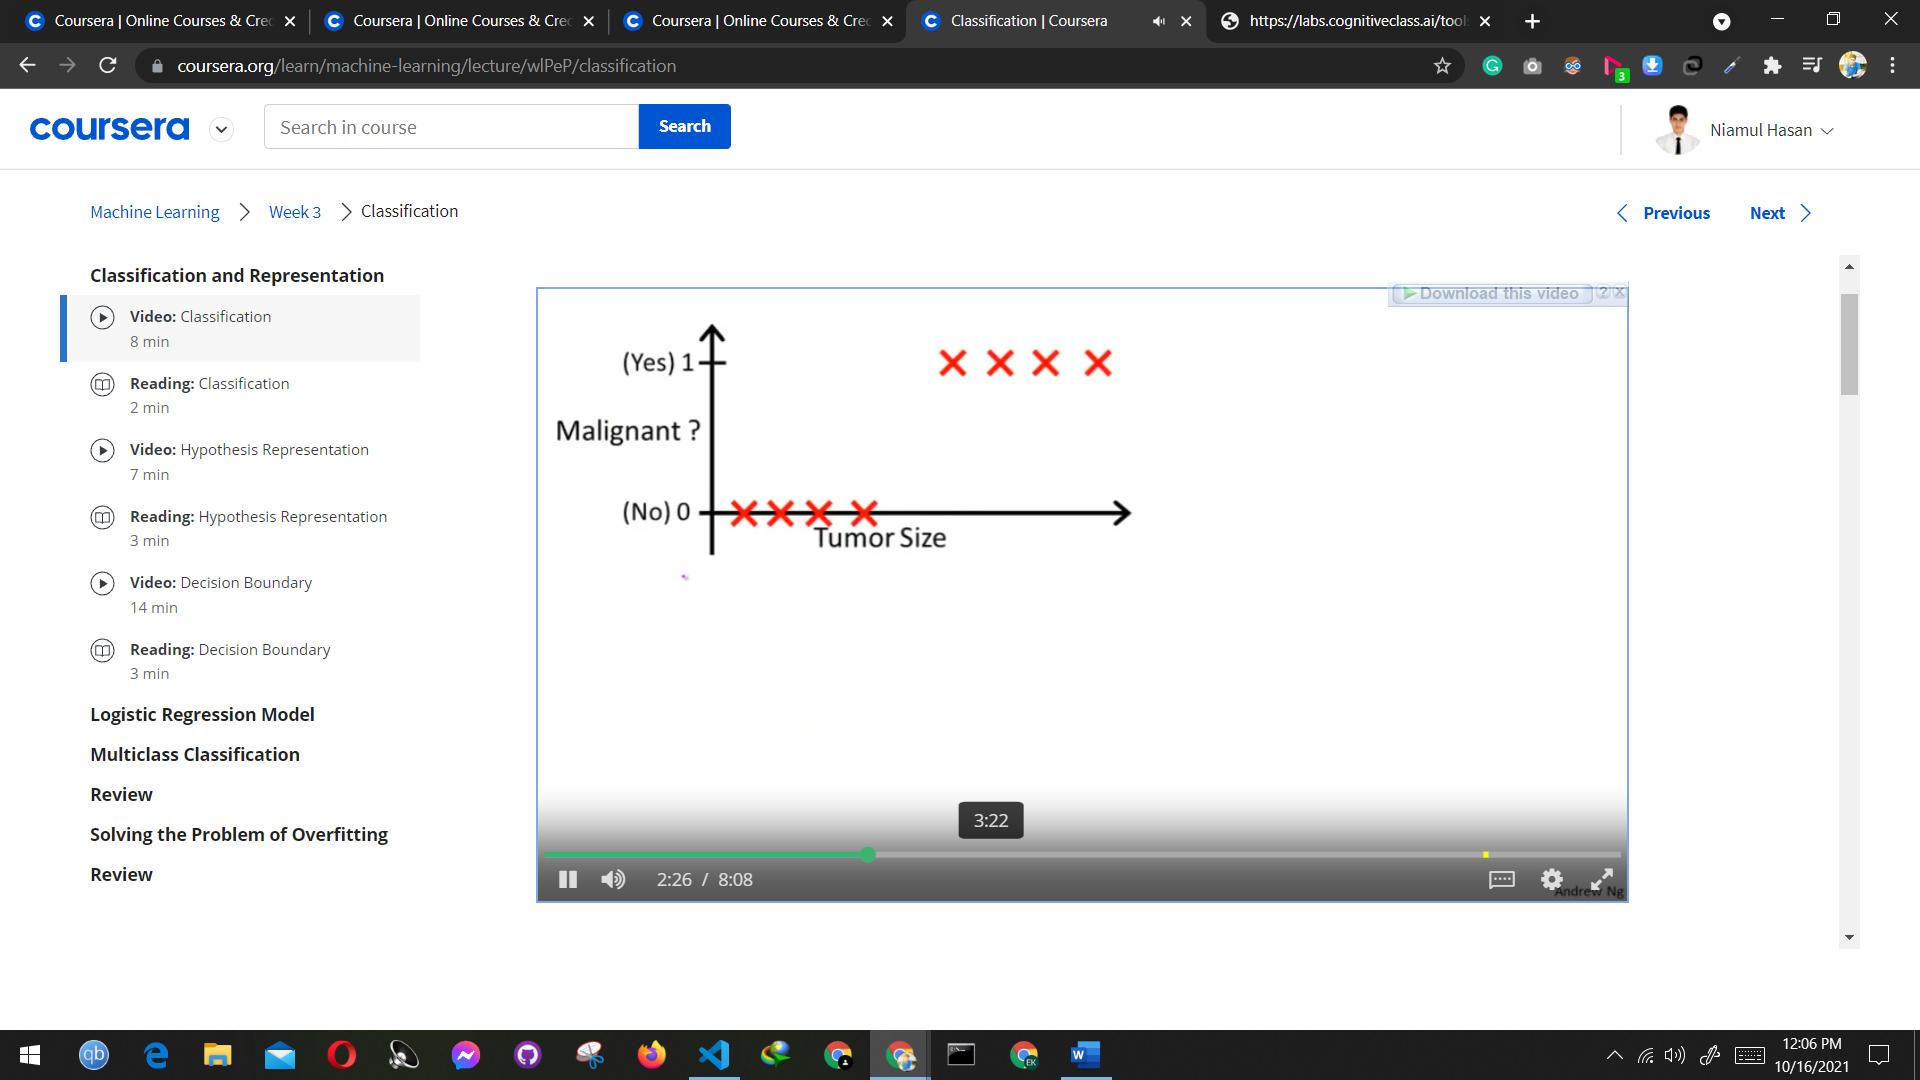 Coursera | Online Courses & Cre
Coursera | Online Courses & Cre
Coursera | Online Courses & Cre
Classification | Coursera
https://labs.cognitiveclass.ai/tool
coursera.org/learn/machine-learning/lecture/wlPeP/classification
3
coursera
Search in course
Search
Niamul Hasan
Machine Learning
Week 3
Classification
Previous
Next
Classification and Representation
Video: Classification
8 min
Reading: Classification
2 min
Video: Hypothesis Representation
7 min
Reading: Hypothesis Representation
3 min
Video: Decision Boundary
14 min
Reading: Decision Boundary
3 min
Logistic Regression Model
Multiclass Classification
Review
Solving the Problem of Overfitting
Review
Download this video ? X
(Yes) 1
Malignant ?
(No) 0
Tumor Size
3:22
2:26 / 8:08
Andrew Ng
qb
EK
W
12:06 PM
10/16/2021